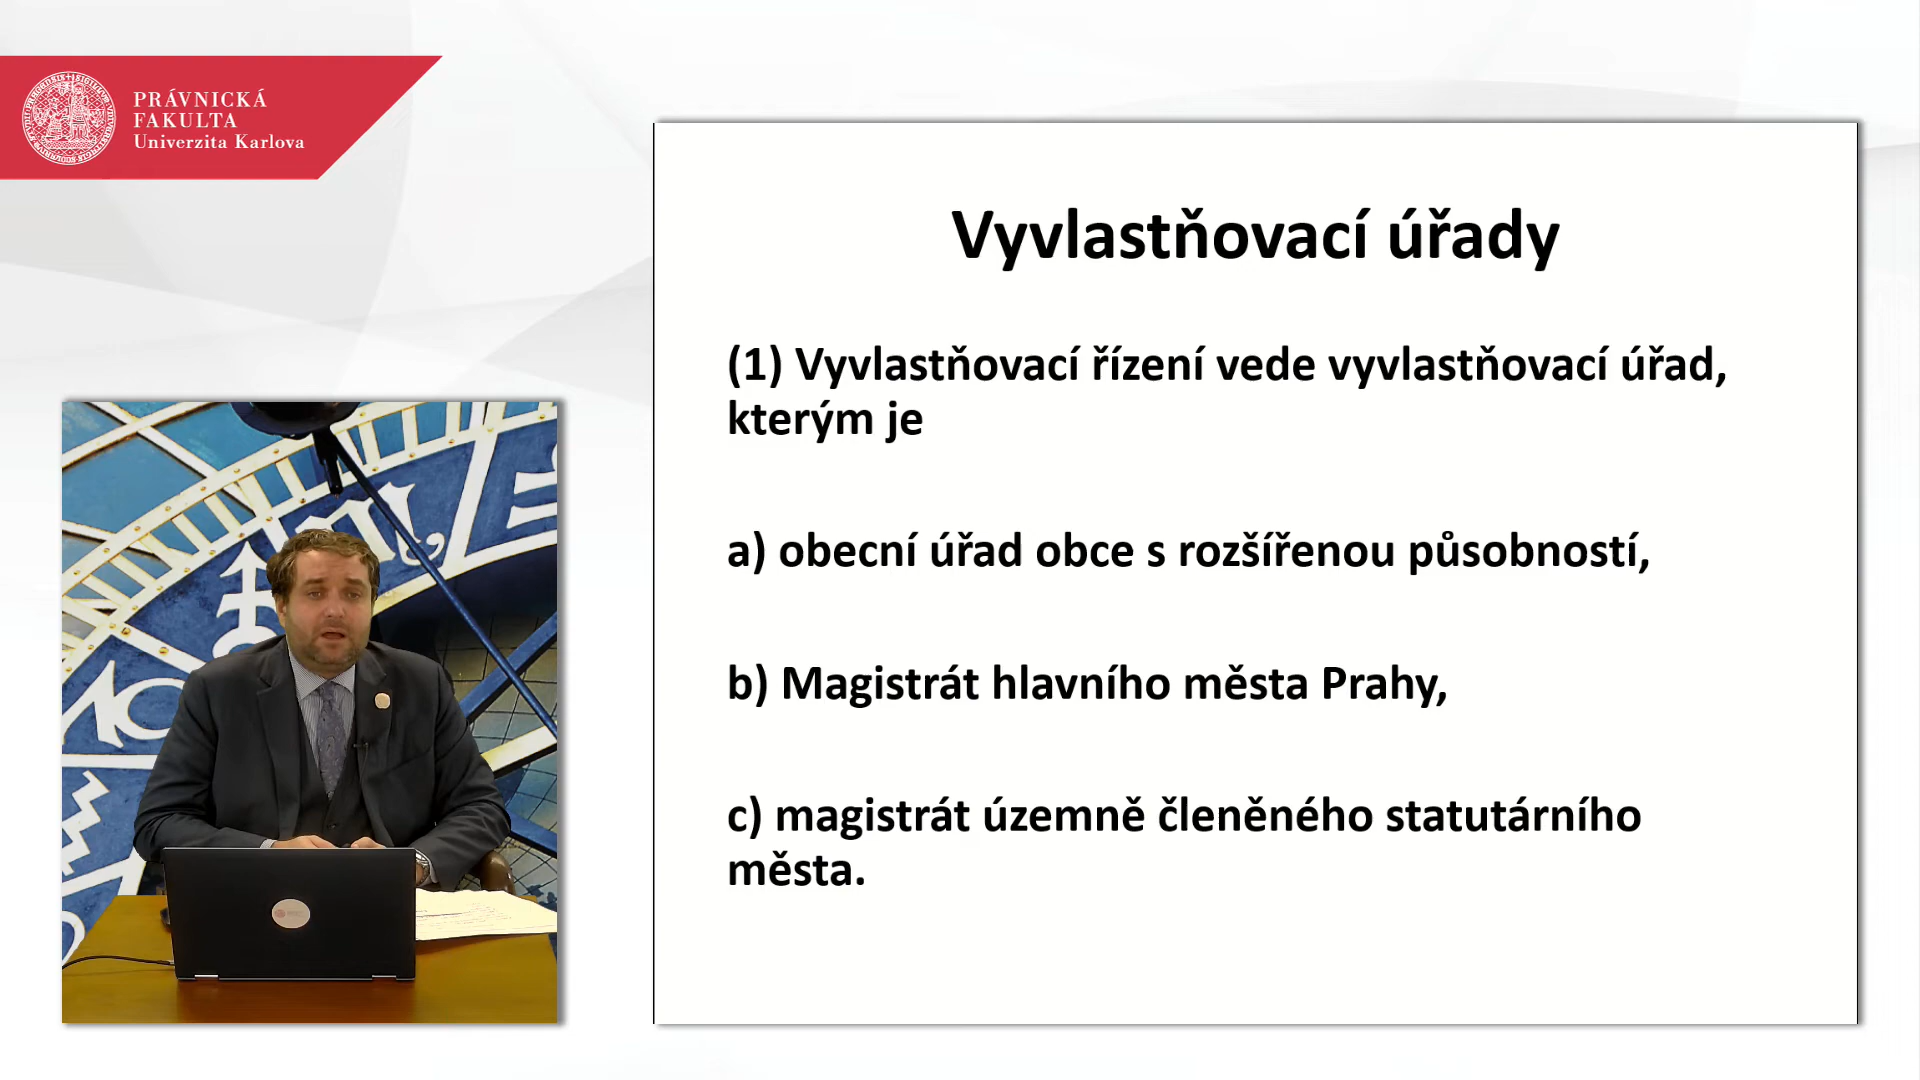 PRÁVNICKÁ
FAKULTA
Univerzita Karlova
Vyvlastňovací úřady
(1) Vyvlastňovací řízení vede vyvlastňovací úřad,
kterým je
a) obecní úřad obce s rozšířenou působností,
b) Magistrát hlavního města Prahy,
c) magistrát územně členěného statutárního
města.